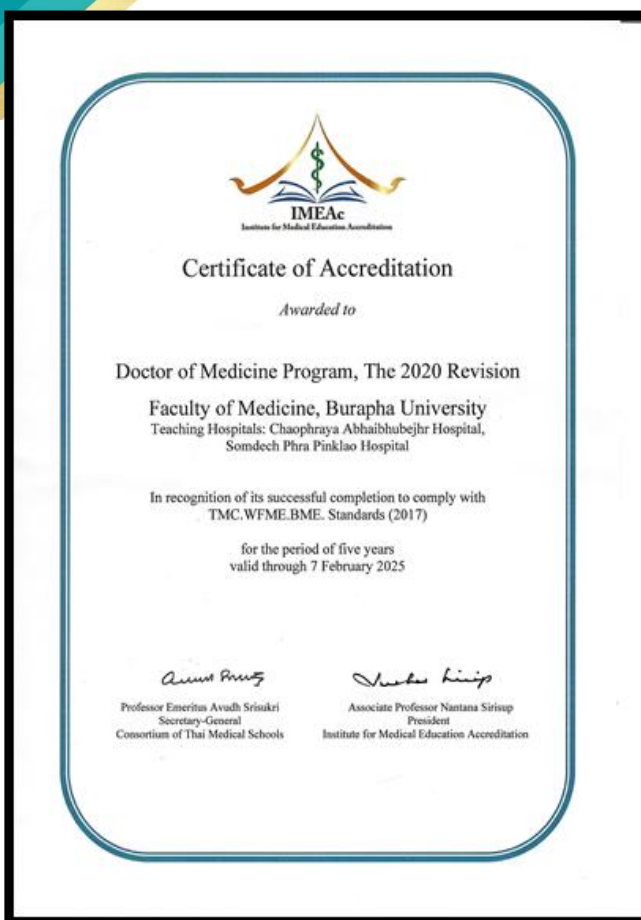 IMEAc
Institute for Medical Education Accreditation
Certificate of Accreditation
Awarded to
Doctor of Medicine Program, The 2020 Revision
Faculty of Medicine, Burapha University
Teaching Hospitals: Chaophraya Abhaibhubejhr Hospital,
Somdech Phra Pinklao Hospital
In recognition of its successful completion to comply with
TMC.WFME.BME. Standards (2017)
for the period of five years
valid through 7 February 2025
Professor Emeritus Avudh Srisukri
Secretary-General
Consortium of Thai Medical Schools
Associate Professor Nantana Sirisup
President
Institute for Medical Education Accreditation